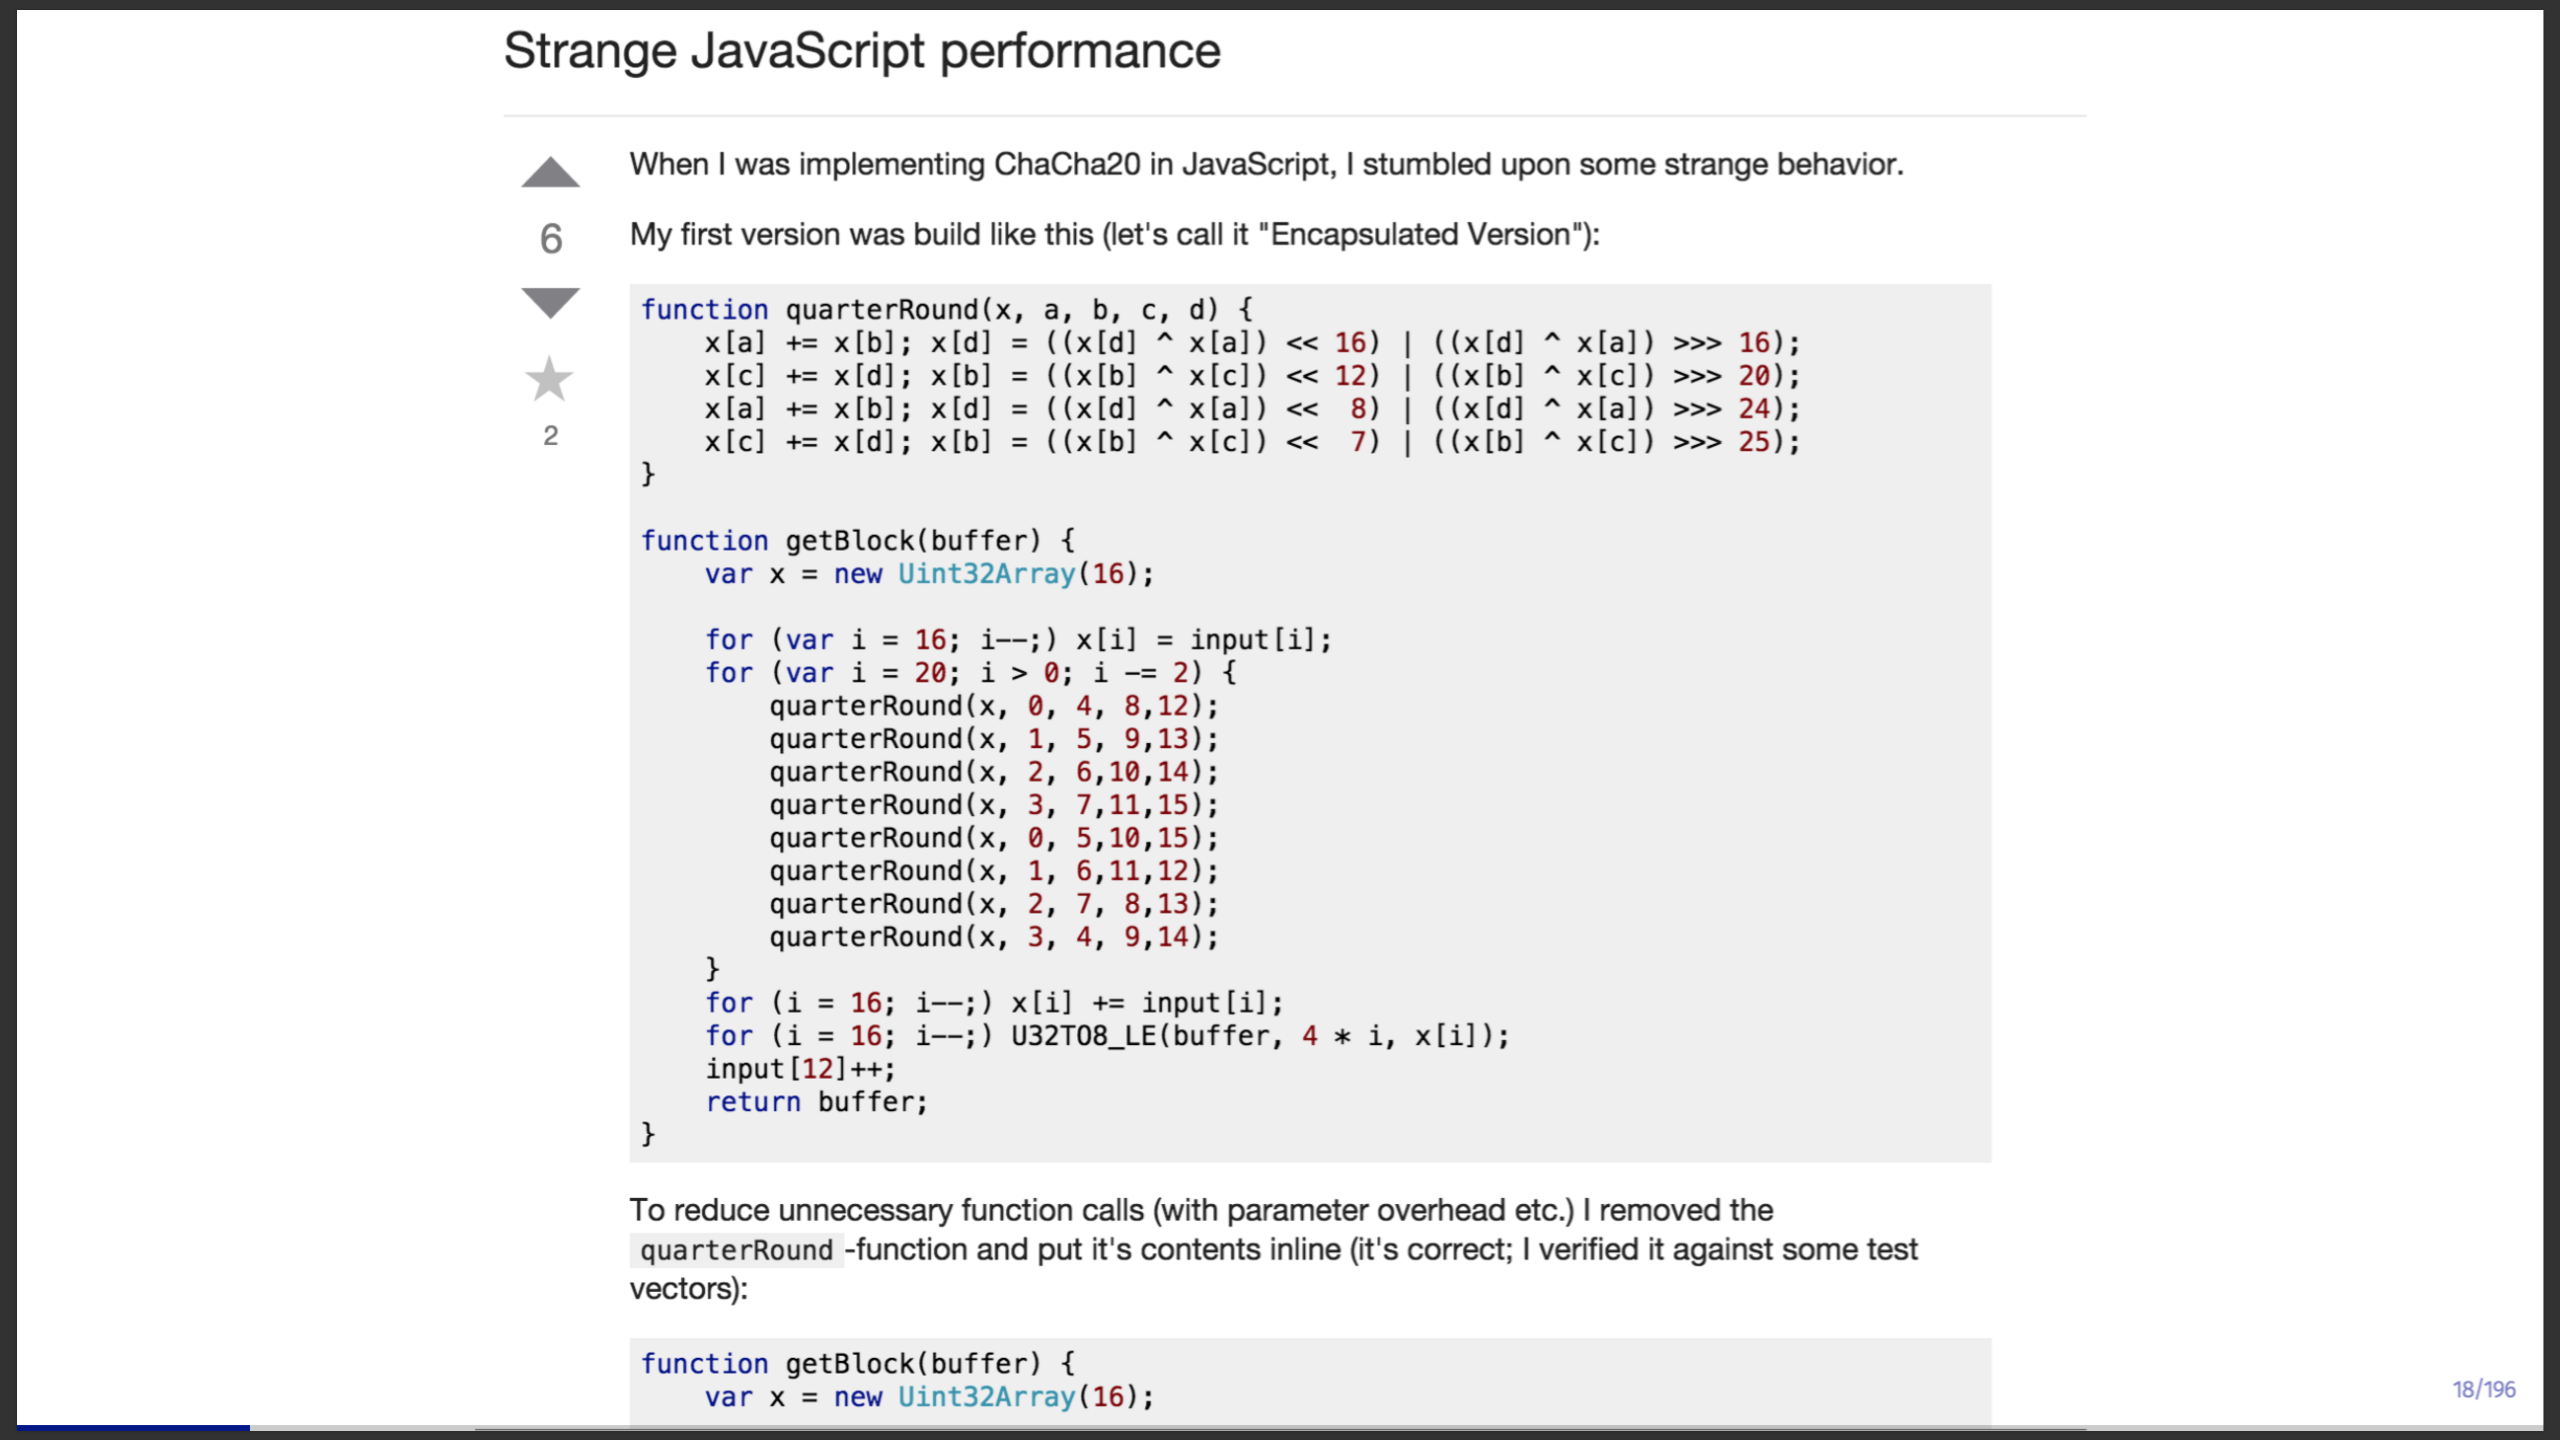 Strange JavaScript performance
When I was implementing ChaCha20 in JavaScript, I stumbled upon some strange behavior.
6
My first version was build like this (let's call it "Encapsulated Version"):
2
function quarterRound(x, a, b, c, d) {
    x[a] += x[b]; x[d] = ((x[d] ^ x[a]) << 16) | ((x[d] ^ x[a]) >>> 16);
    x[c] += x[d]; x[b] = ((x[b] ^ x[c]) << 12) | ((x[b] ^ x[c]) >>> 20);
    x[a] += x[b]; x[d] = ((x[d] ^ x[a]) <<  8) | ((x[d] ^ x[a]) >>> 24);
    x[c] += x[d]; x[b] = ((x[b] ^ x[c]) <<  7) | ((x[b] ^ x[c]) >>> 25);
}
function getBlock(buffer) {
    var x = new Uint32Array(16);
    for (var i = 16; i--;) x[i] = input[i];
    for (var i = 20; i > 0; i -= 2) {
        quarterRound(x, 0, 4, 8,12);
        quarterRound(x, 1, 5, 9,13);
        quarterRound(x, 2, 6,10,14);
        quarterRound(x, 3, 7,11,15);
        quarterRound(x, 0, 5,10,15);
        quarterRound(x, 1, 6,11,12);
        quarterRound(x, 2, 7, 8,13);
        quarterRound(x, 3, 4, 9,14);
    }
    for (i = 16; i--;) x[i] += input[i];
    for (i = 16; i--;) U32TO8_LE(buffer, 4 * i, x[i]);
    input[12]++;
    return buffer;
}
To reduce unnecessary function calls (with parameter overhead etc.) I removed the
quarterRound -function and put it's contents inline (it's correct; I verified it against some test
vectors):
function getBlock(buffer) {
    var x = new Uint32Array(16);
18/196